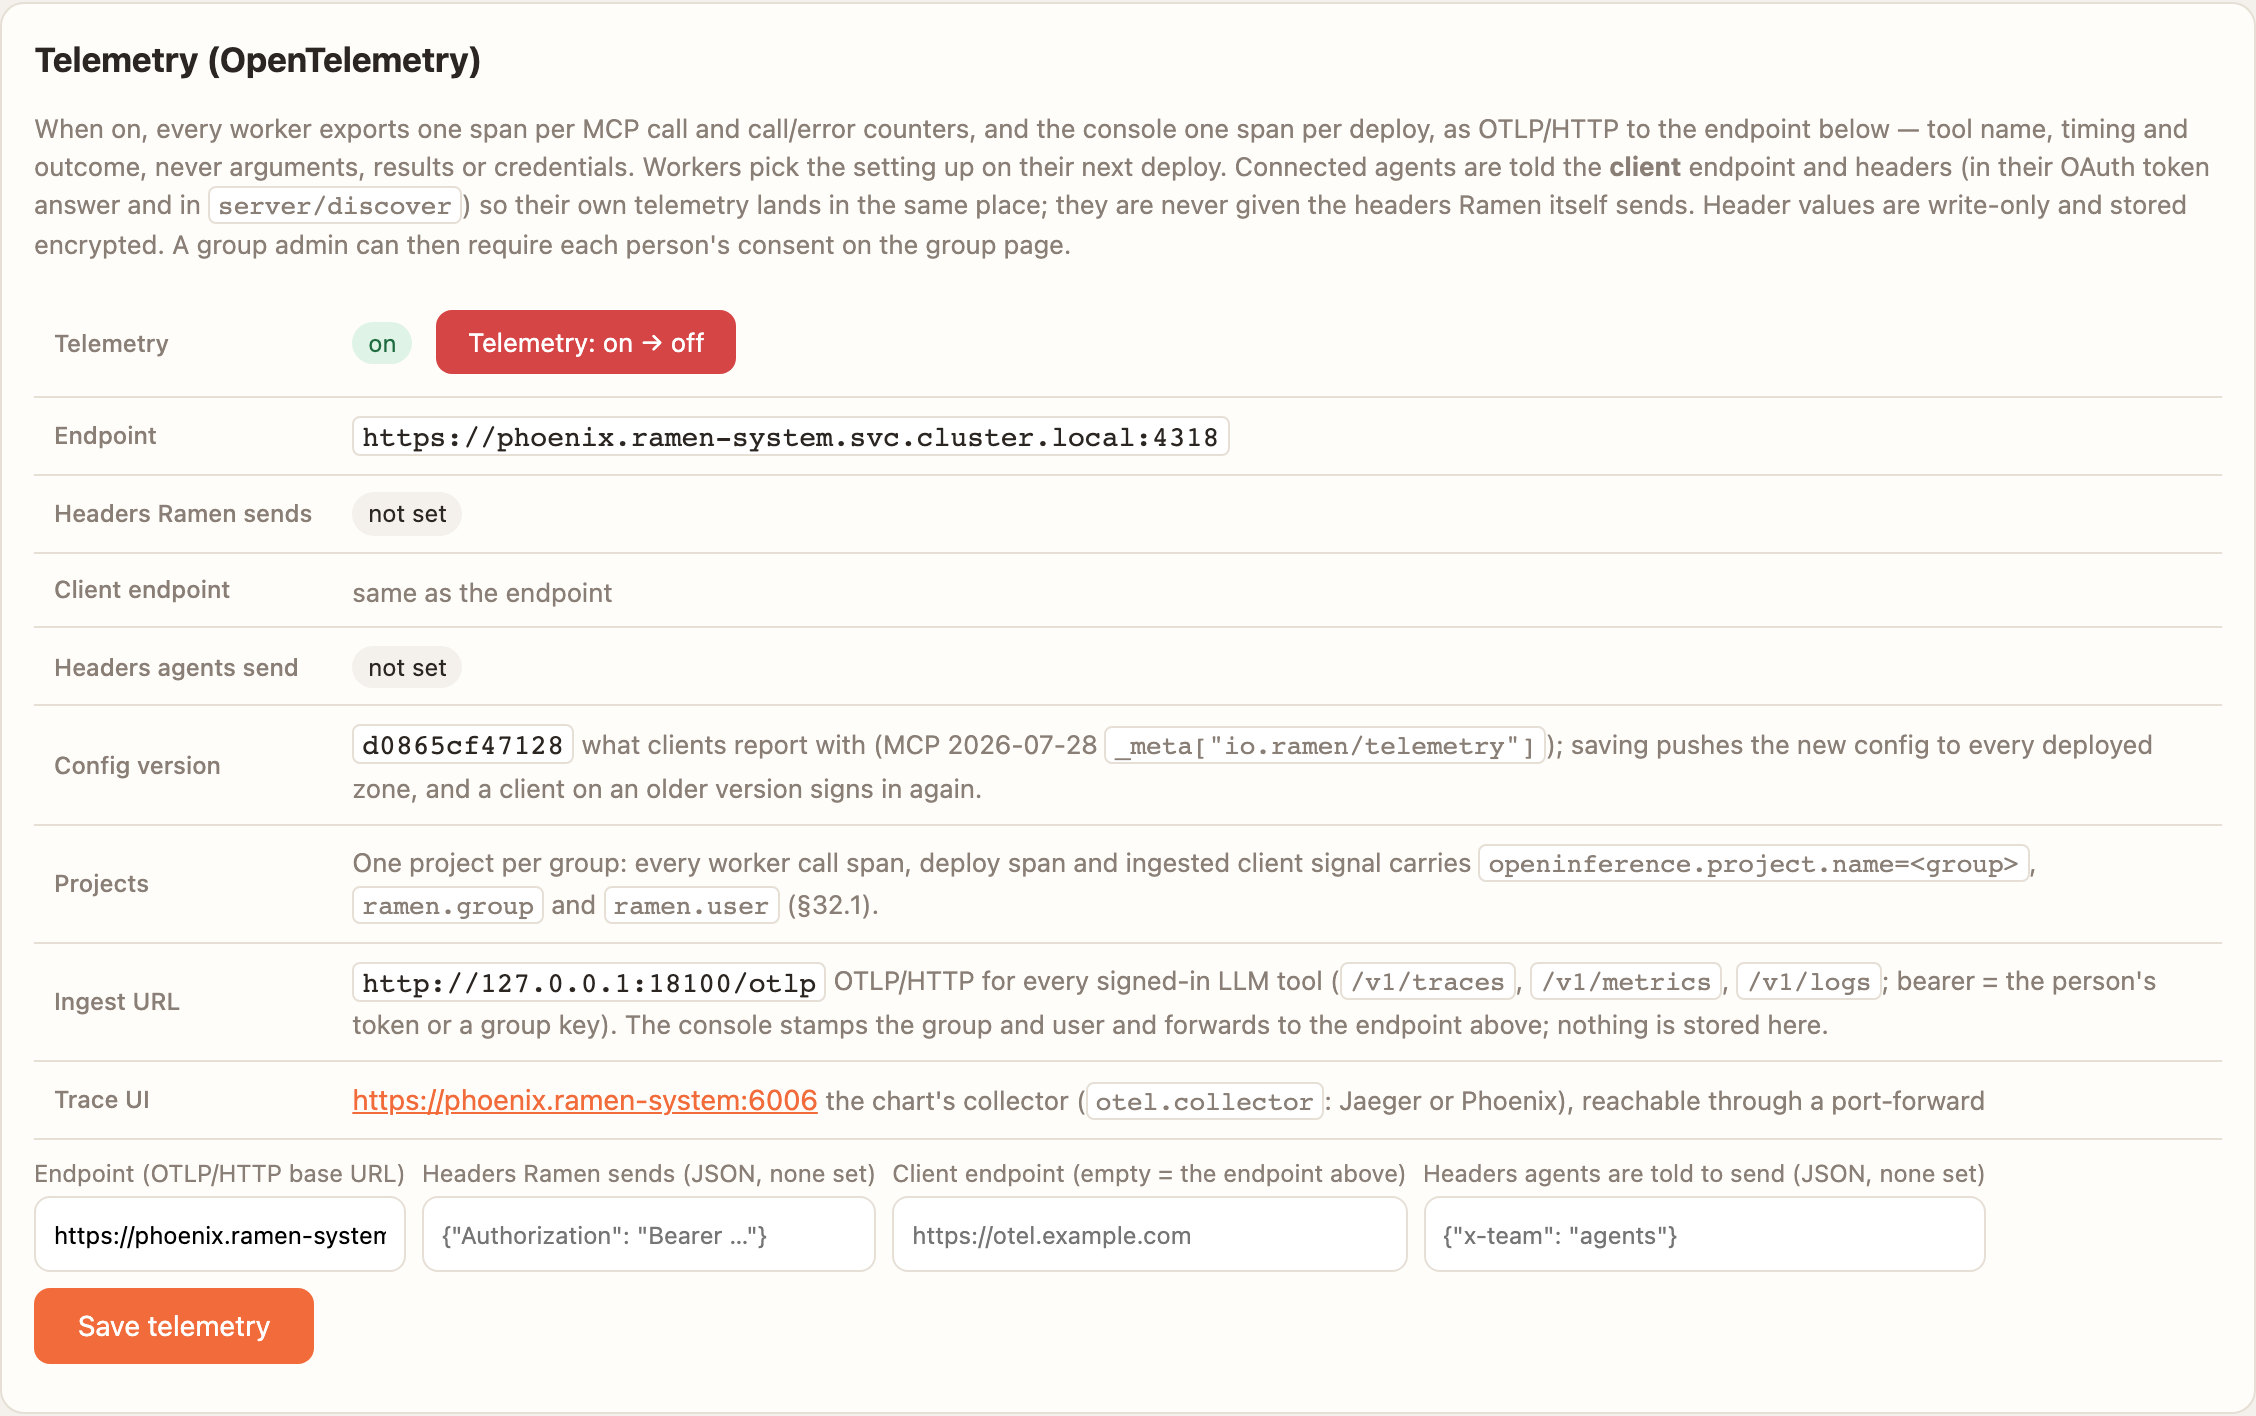 Telemetry (OpenTelemetry)
When on, every worker exports one span per MCP call and call/error counters, and the console one span per deploy, as OTLP/HTTP to the endpoint below — tool name, timing and
outcome, never arguments, results or credentials. Workers pick the setting up on their next deploy. Connected agents are told the client endpoint and headers (in their OAuth token
answer and in server/discover) so their own telemetry lands in the same place; they are never given the headers Ramen itself sends. Header values are write-only and stored
encrypted. A group admin can then require each person's consent on the group page.
Telemetry on Telemetry: on → off
Endpoint https://phoenix.ramen-system.svc.cluster.local:4318
Headers Ramen sends not set
Client endpoint same as the endpoint
Headers agents send not set
Config version d0865cf47128 what clients report with (MCP 2026-07-28 _meta["io.ramen/telemetry"]); saving pushes the new config to every deployed
zone, and a client on an older version signs in again.
Projects One project per group: every worker call span, deploy span and ingested client signal carries openinference.project.name=<group>,
ramen.group and ramen.user (§32.1).
Ingest URL http://127.0.0.1:18100/otlp OTLP/HTTP for every signed-in LLM tool (/v1/traces, /v1/metrics, /v1/logs; bearer = the person's
token or a group key). The console stamps the group and user and forwards to the endpoint above; nothing is stored here.
Trace UI https://phoenix.ramen-system:6006 the chart's collector (otel.collector: Jaeger or Phoenix), reachable through a port-forward
Endpoint (OTLP/HTTP base URL) Headers Ramen sends (JSON, none set) Client endpoint (empty = the endpoint above) Headers agents are told to send (JSON, none set)
https://phoenix.ramen-system {"Authorization": "Bearer ..."} https://otel.example.com {"x-team": "agents"}
Save telemetry